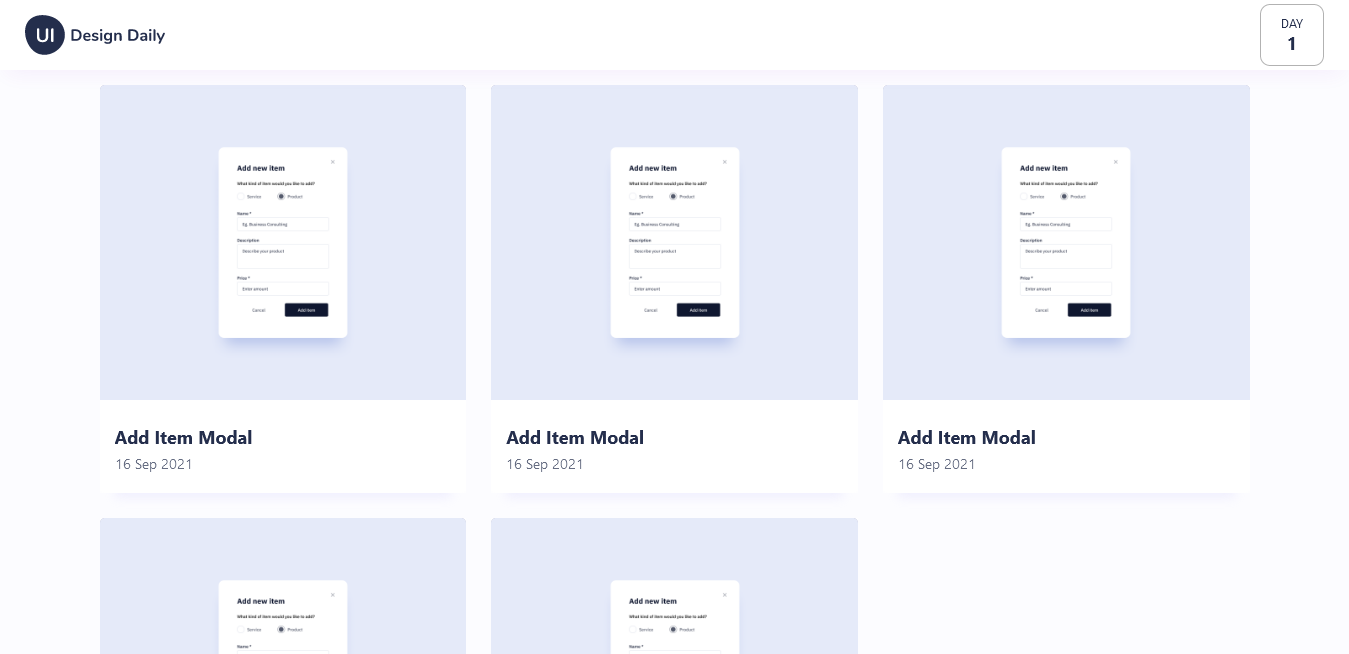 UI Design Daily
DAY
1
Add new item
What kind of item would you like to add?
Service Product
Name *
Eg. Business Consulting
Description
Describe your product
Price *
Enter amount
Cancel Add item
Add new item
What kind of item would you like to add?
Service Product
Name *
Eg. Business Consulting
Description
Describe your product
Price *
Enter amount
Cancel Add item
Add new item
What kind of item would you like to add?
Service Product
Name *
Eg. Business Consulting
Description
Describe your product
Price *
Enter amount
Cancel Add item
Add Item Modal
16 Sep 2021
Add Item Modal
16 Sep 2021
Add Item Modal
16 Sep 2021
Add new item
What kind of item would you like to add?
Service Product
Name *
Add new item
What kind of item would you like to add?
Service Product
Name *